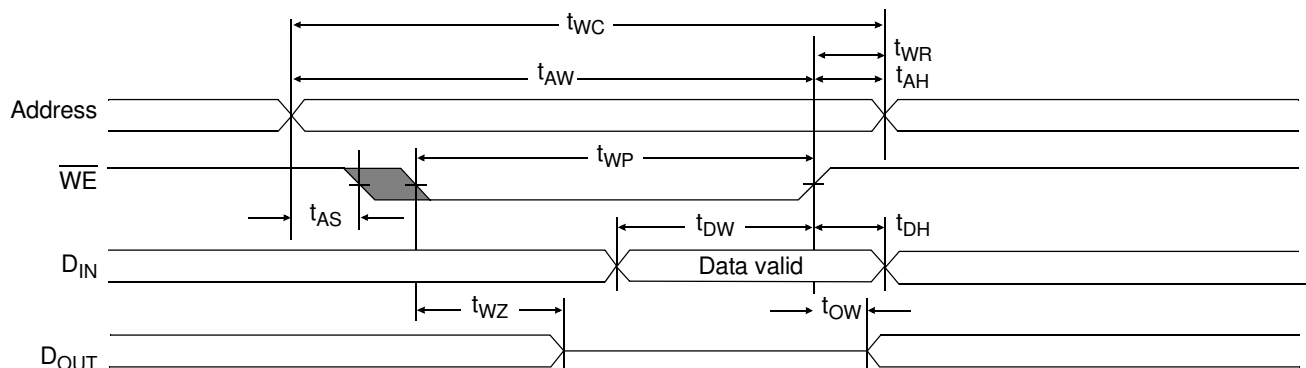 tWC
tWR
tAW
tAH
Address
tWP
WE
tAS
tDW
tDH
DIN
Data valid
tWZ
tOW
DOUT